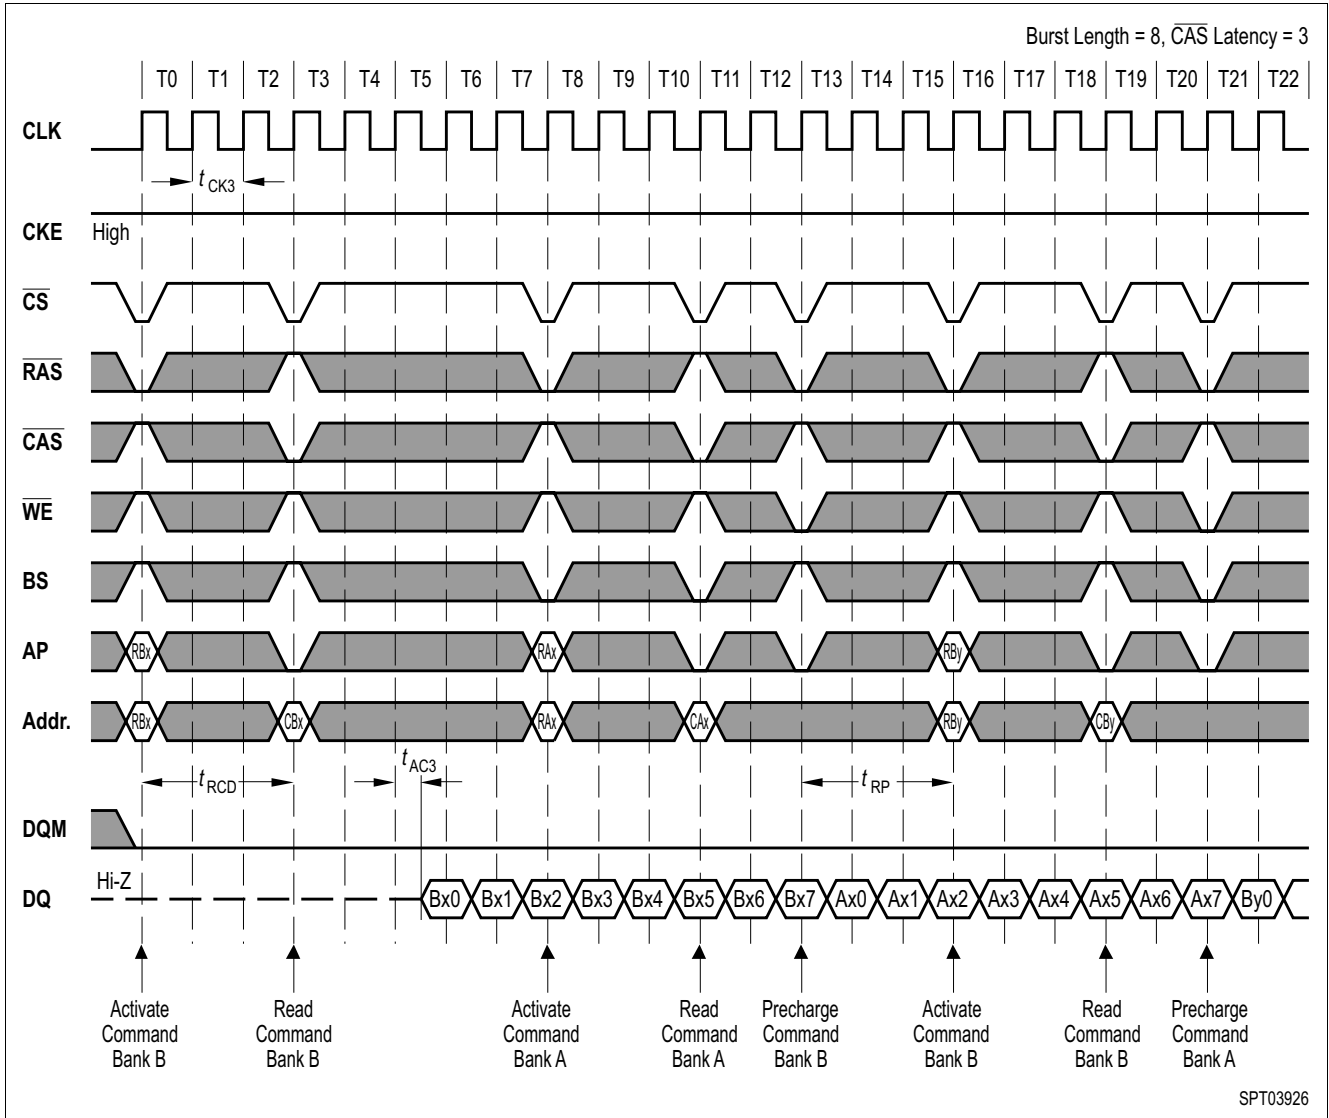 Burst Length = 8, CAS Latency = 3
T0 T1 T2 T3 T4 T5 T6 T7 T8 T9 T10 T11 T12 T13 T14 T15 T16 T17 T18 T19 T20 T21 T22
CLK
t CK3
CKE High
CS
RAS
CAS
WE
BS
AP RBx RAx RBy
Addr. RBx CBx RAx CAx RBy CBy
t RCD t AC3 t RP
DQM
DQ Hi-Z Bx0 Bx1 Bx2 Bx3 Bx4 Bx5 Bx6 Bx7 Ax0 Ax1 Ax2 Ax3 Ax4 Ax5 Ax6 Ax7 By0
Activate
Command
Bank B
Read
Command
Bank B
Activate
Command
Bank A
Read
Command
Bank A
Precharge
Command
Bank B
Activate
Command
Bank B
Read
Command
Bank B
Precharge
Command
Bank A
SPT03926